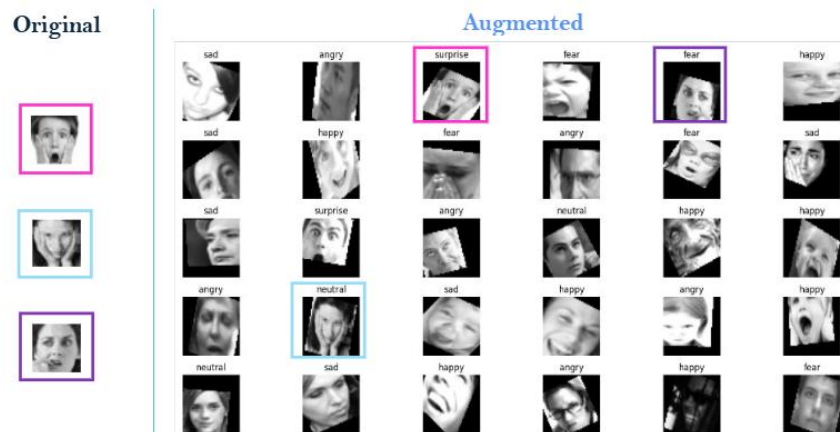 Original
Augmented
sad angry surprise fear fear happy
sad happy fear angry fear sad
sad surprise angry neutral happy happy
angry neutral sad happy angry happy
neutral sad happy angry happy fear